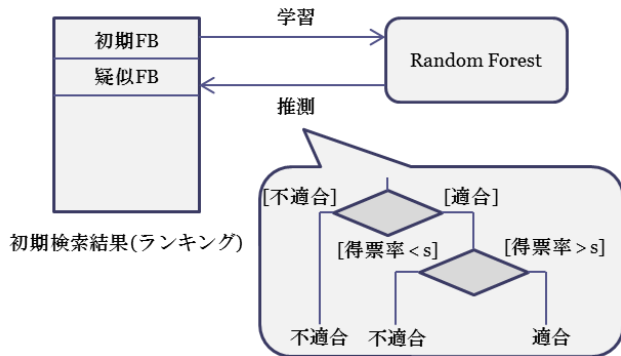 学習
初期FB
疑似FB
Random Forest
推測
初期検索結果(ランキング)
[不適合]
[適合]
[得票率<s]
[得票率>s]
不適合
不適合
適合